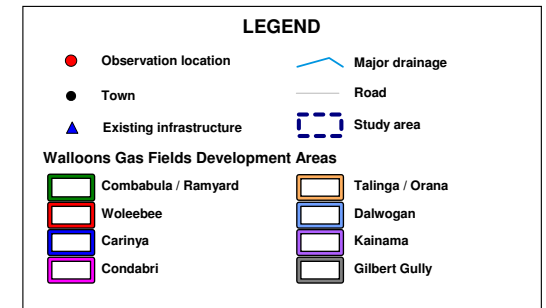 LEGEND
Observation location
Major drainage
Town
Road
Existing infrastructure
Study area
Walloons Gas Fields Development Areas
Combabula / Ramyard
Talinga / Orana
Woleebee
Dalwogan
Carinya
Kainama
Condabri
Gilbert Gully